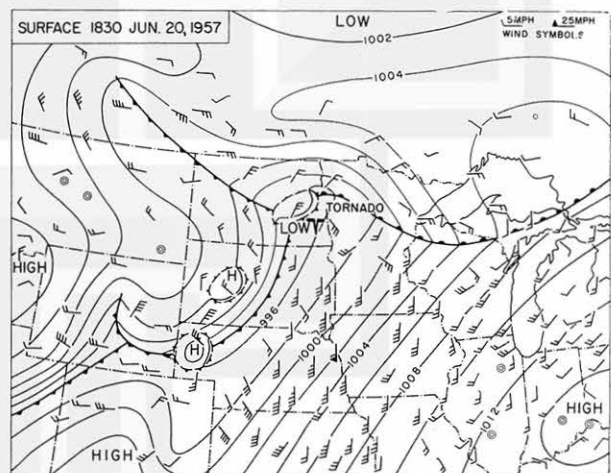 SURFACE 1830 JUN. 20, 1957
LOW
1002
5MPH 25MPH
WIND SYMBOLS
1004
TORNADO
LOW
HIGH
H
996
H
1000
1004
1008
1012
HIGH
HIGH